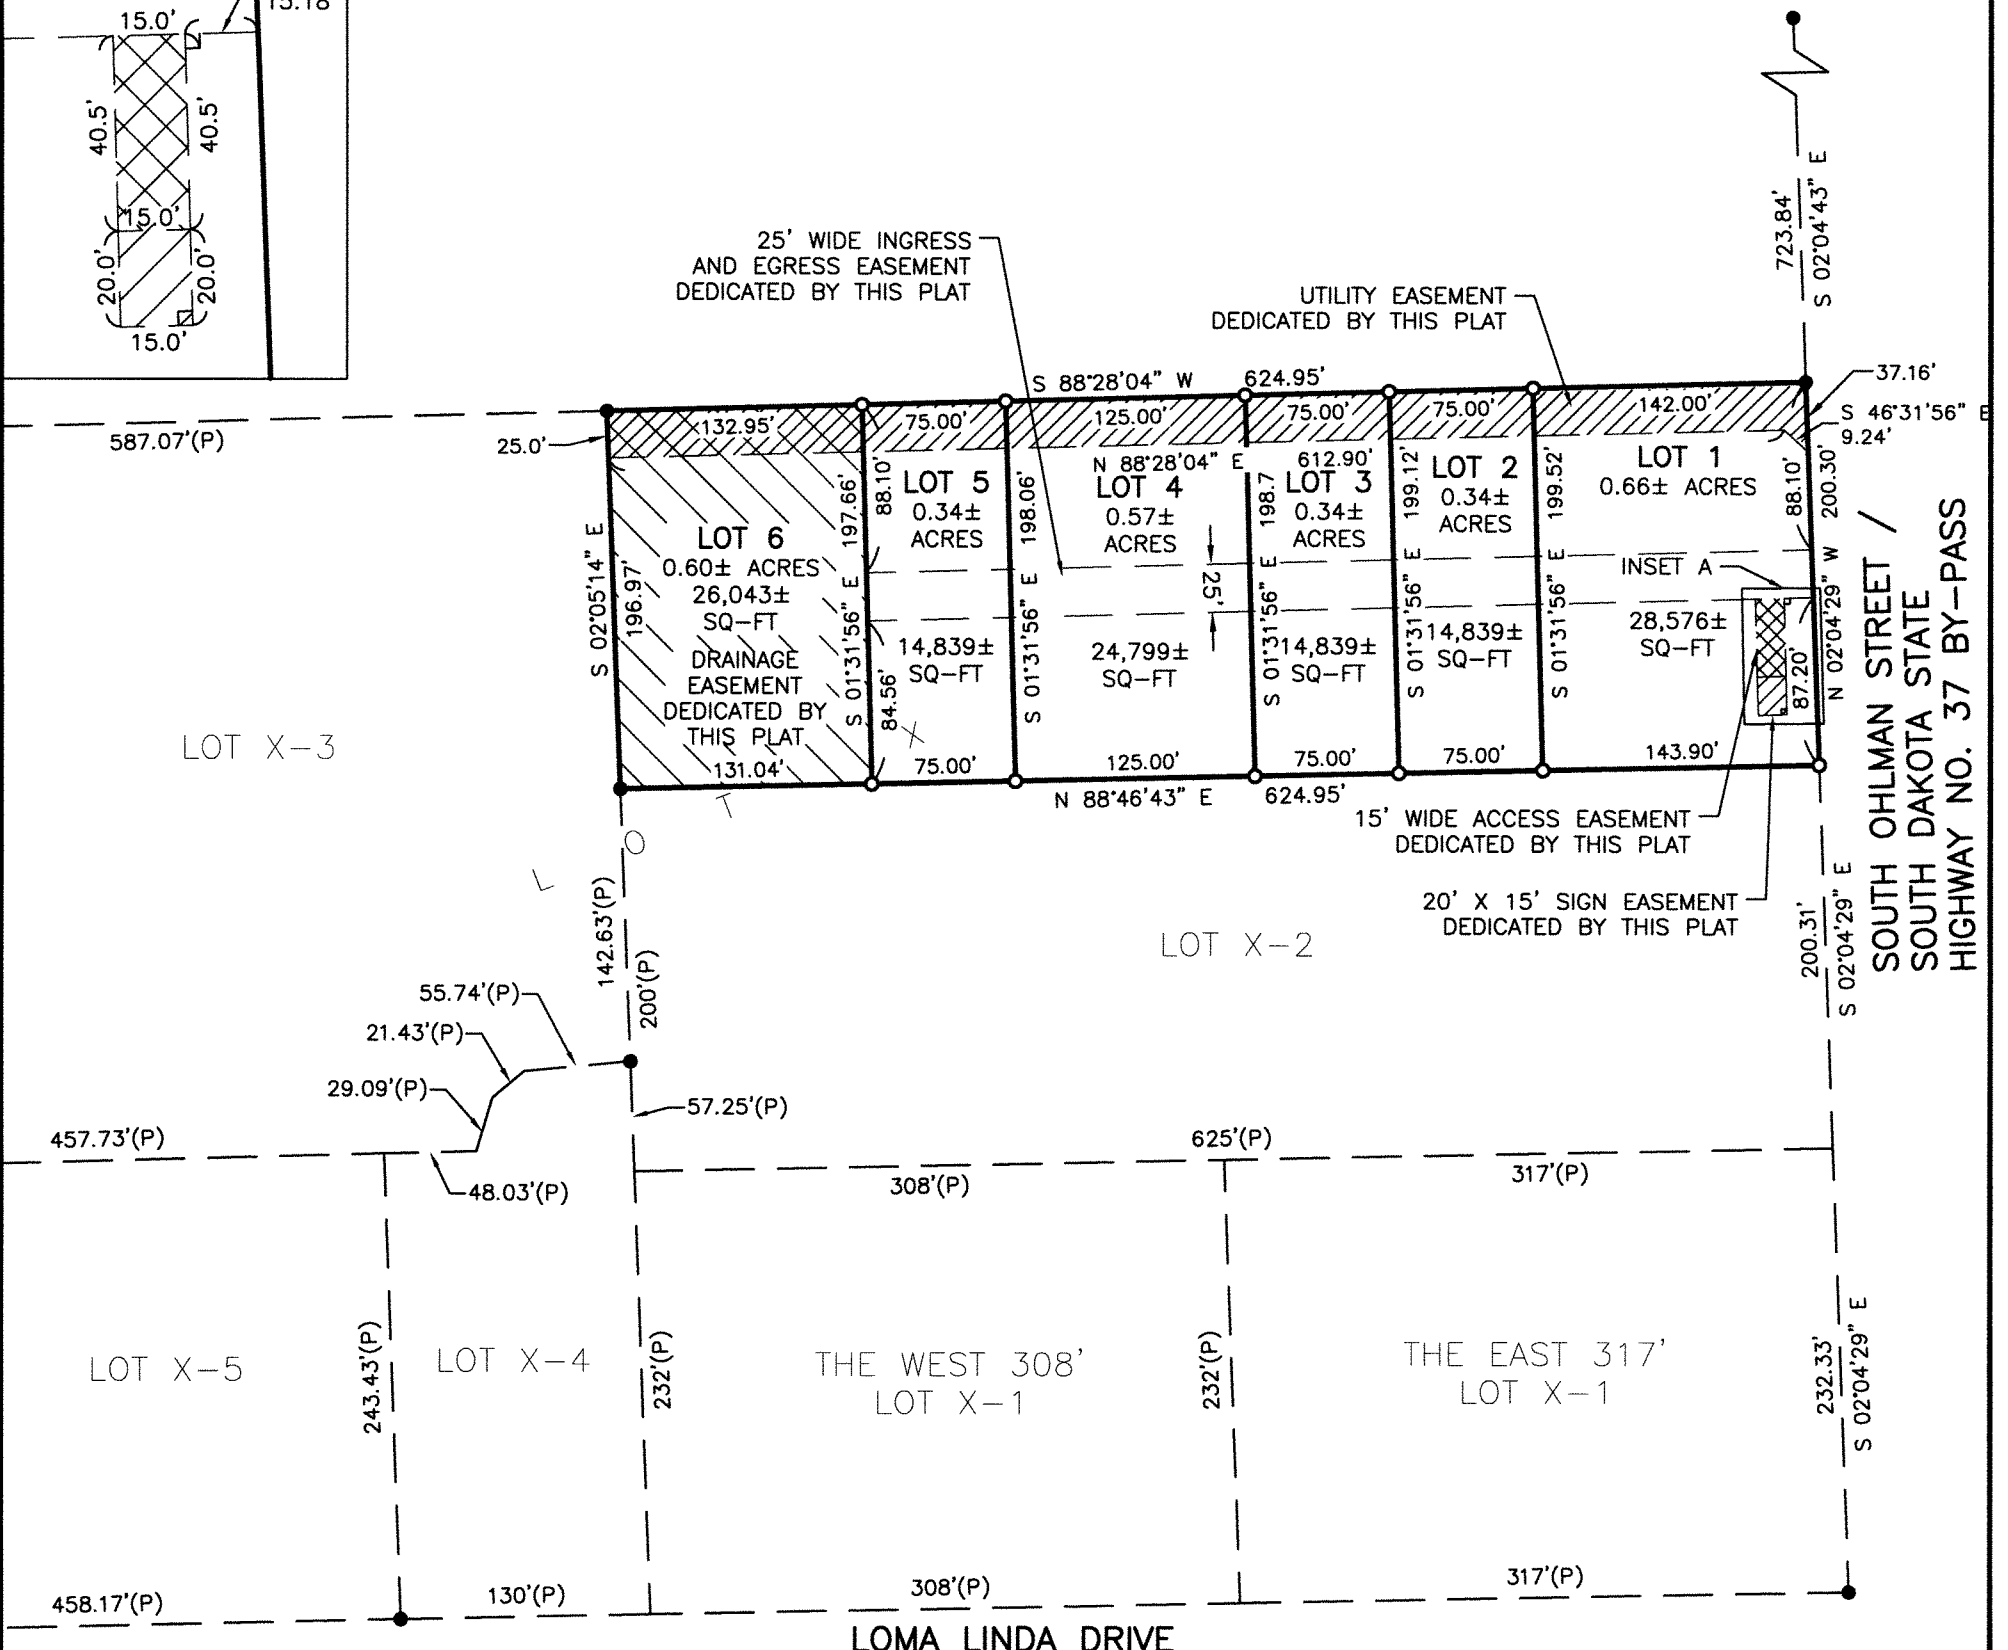 15.0'
15.18
40.5'
40.5'
15.0'
20.0'
20.0'
15.0'
723.84'
S 02°04'43" E
25' WIDE INGRESS
AND EGRESS EASEMENT
DEDICATED BY THIS PLAT
UTILITY EASEMENT
DEDICATED BY THIS PLAT
S 88°28'04" W 624.95'
37.16'
S 46°31'56" E
9.24'
587.07'(P)
25.0'
132.95'
75.00'
125.00'
75.00'
75.00'
142.00'
N 88°28'04" E 612.90'
LOT 6
0.60± ACRES
26,043±
SQ-FT
DRAINAGE
EASEMENT
DEDICATED BY
THIS PLAT
S 02°05'14" E
196.97'
S 01°31'56" E 197.66'
88.10'
84.56'
LOT 5
0.34±
ACRES
14,839±
SQ-FT
S 01°31'56" E 198.06'
LOT 4
0.57±
ACRES
24,799±
SQ-FT
25'
S 01°31'56" E 198.7
LOT 3
0.34±
ACRES
14,839±
SQ-FT
S 01°31'56" E 199.12'
LOT 2
0.34±
ACRES
14,839±
SQ-FT
S 01°31'56" E 199.52'
LOT 1
0.66± ACRES
INSET A
28,576±
SQ-FT
88.10'
87.20'
N 02°04'29" W 200.30'
SOUTH OHLMAN STREET /
SOUTH DAKOTA STATE
HIGHWAY NO. 37 BY-PASS
131.04'
75.00'
125.00'
75.00'
75.00'
143.90'
N 88°46'43" E 624.95'
15' WIDE ACCESS EASEMENT
DEDICATED BY THIS PLAT
20' X 15' SIGN EASEMENT
DEDICATED BY THIS PLAT
LOT X-3
LOT X
LOT X-2
142.63'(P)
200'(P)
200.31'
S 02°04'29" E
55.74'(P)
21.43'(P)
29.09'(P)
57.25'(P)
457.73'(P)
48.03'(P)
625'(P)
308'(P)
317'(P)
LOT X-5
243.43'(P)
LOT X-4
232'(P)
THE WEST 308'
LOT X-1
232'(P)
THE EAST 317'
LOT X-1
232.33'
S 02°04'29" E
458.17'(P)
130'(P)
308'(P)
317'(P)
LOMA LINDA DRIVE